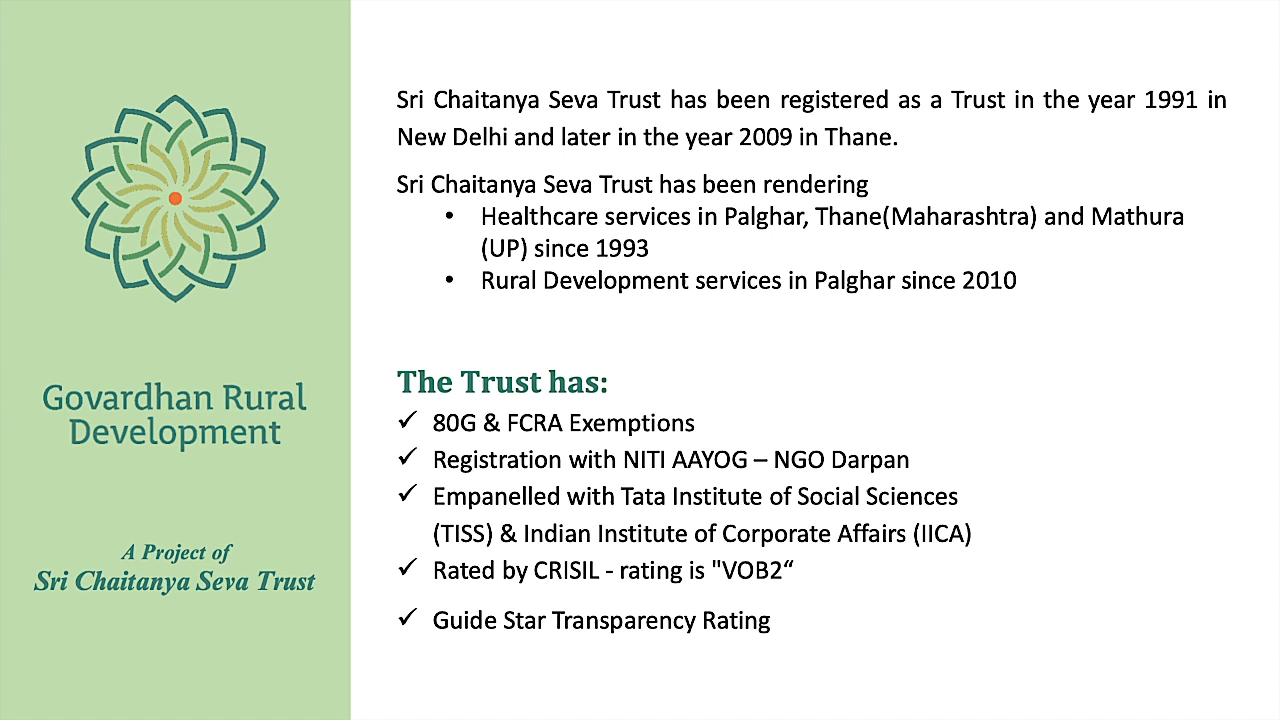 Govardhan Rural
Development
A Project of
Sri Chaitanya Seva Trust
Sri Chaitanya Seva Trust has been registered as a Trust in the year 1991 in
New Delhi and later in the year 2009 in Thane.
Sri Chaitanya Seva Trust has been rendering
• Healthcare services in Palghar, Thane(Maharashtra) and Mathura
(UP) since 1993
• Rural Development services in Palghar since 2010
The Trust has:
✓ 80G & FCRA Exemptions
✓ Registration with NITI AAYOG – NGO Darpan
✓ Empanelled with Tata Institute of Social Sciences
(TISS) & Indian Institute of Corporate Affairs (IICA)
✓ Rated by CRISIL - rating is "VOB2“
✓ Guide Star Transparency Rating